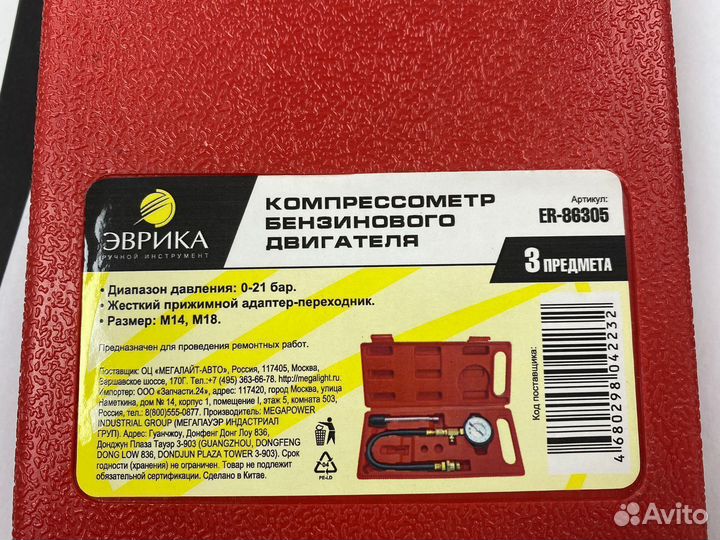 ЭВРИКА
РУЧНОЙ ИНСТРУМЕНТ
КОМПРЕССОМЕТР
БЕНЗИНОВОГО
ДВИГАТЕЛЯ
Артикул:
ER-86305
3 ПРЕДМЕТА
• Диапазон давления: 0-21 бар.
• Жесткий прижимной адаптер-переходник.
• Размер: М14, М18.
Предназначен для проведения ремонтных работ.
Поставщик: ОЦ «МЕГАЛАЙТ-АВТО», Россия, 117405, Москва,
Варшавское шоссе, 170Г. Тел.:+7 (495) 363-66-78. http://megalight.ru.
Импортер: ООО «Запчасти.24», адрес: 117420, город Москва, улица
Наметкина, дом № 14, корпус 1, помещение I, этаж 5, комната 503,
Россия, тел.: 8(800)555-0877. Производитель: MEGAPOWER
INDUSTRIAL GROUP (МЕГАПАУЭР ИНДАСТРИАЛ
ГРУП). Адрес: Гуанчжоу, Донфенг Донг Лоу 836,
Донджун Плаза Тауэр 3-903 (GUANGZHOU, DONGFENG
DONG LOW 836, DONDJUN PLAZA TOWER 3-903). Срок
годности (хранения) не ограничен. Товар не подлежит
обязательной сертификации. Сделано в Китае.
04
PE-LD
Код поставщика:
4680298042232
Avito